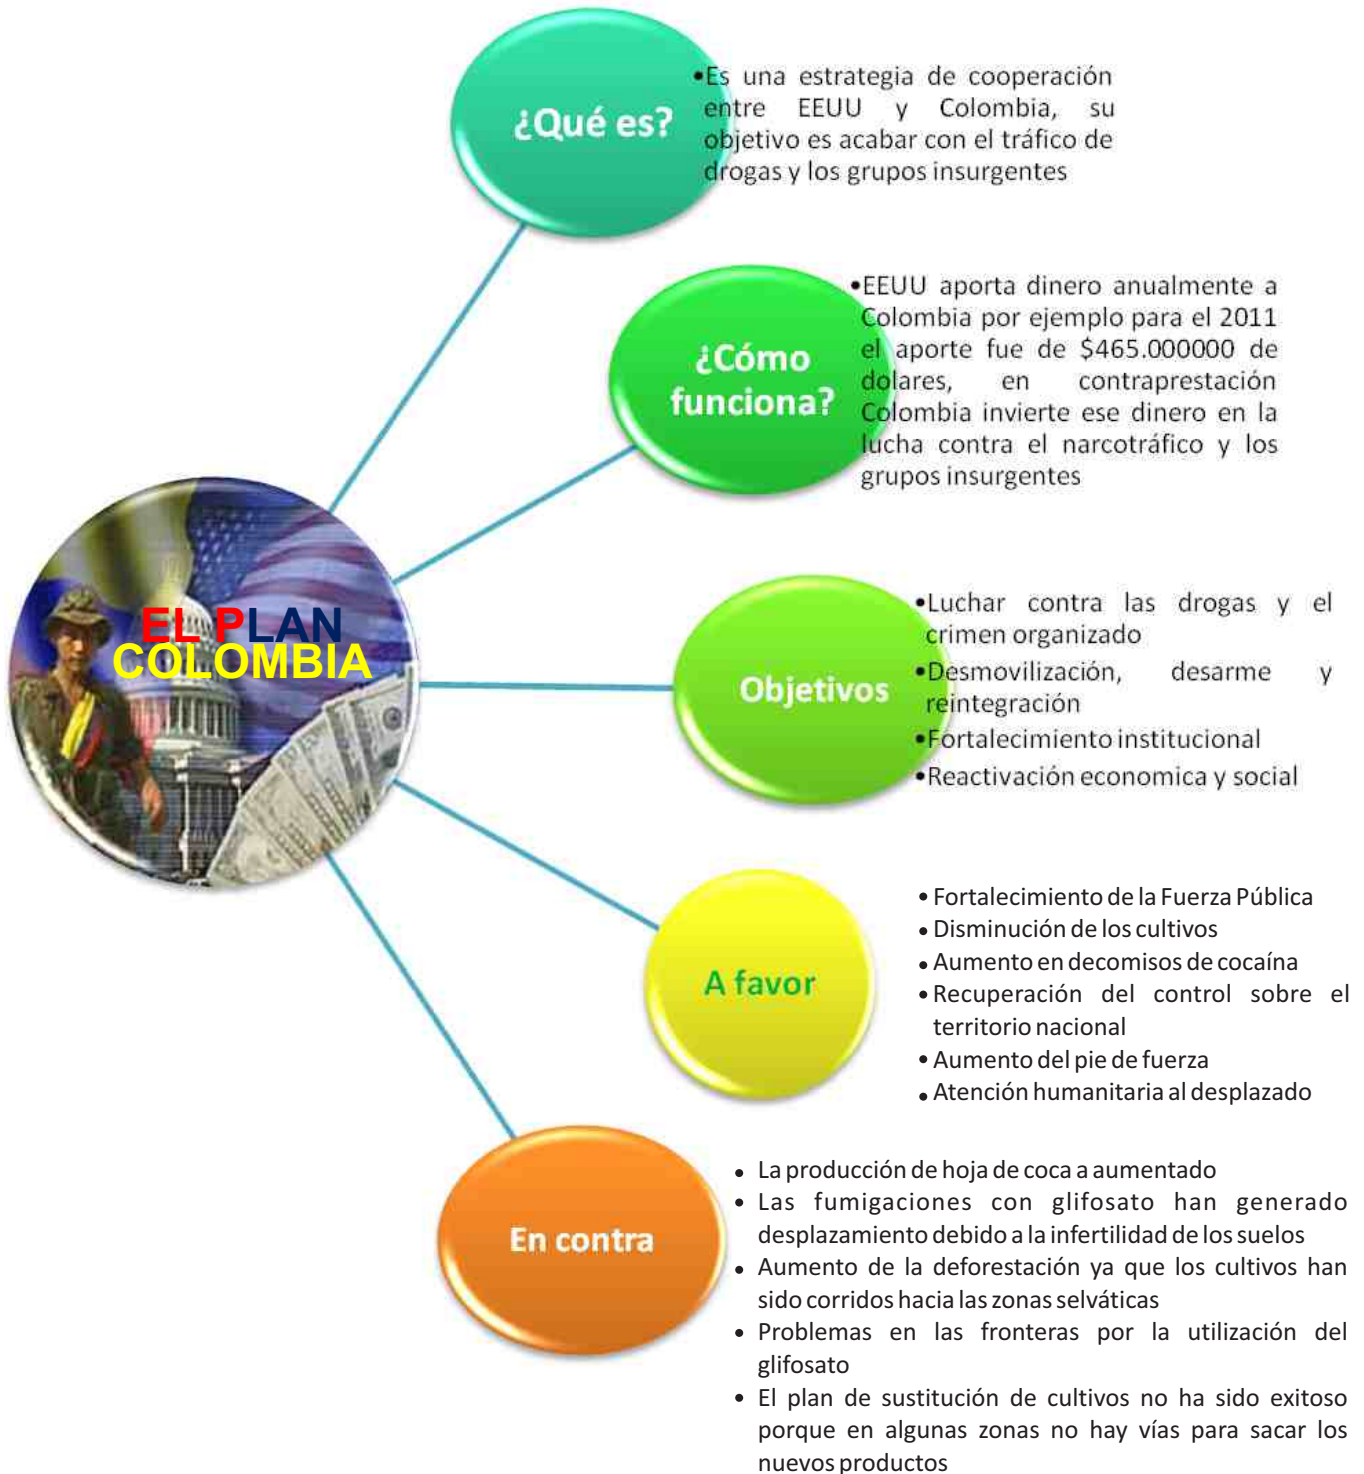 ¿Qué es?
•Es una estrategia de cooperación
entre EEUU y Colombia, su
objetivo es acabar con el tráfico de
drogas y los grupos insurgentes
¿Cómo
funciona?
•EEUU aporta dinero anualmente a
Colombia por ejemplo para el 2011
el aporte fue de $465.000000 de
dolares, en contraprestación
Colombia invierte ese dinero en la
lucha contra el narcotráfico y los
grupos insurgentes
EL PLAN
COLOMBIA
Objetivos
•Luchar contra las drogas y el
crimen organizado
•Desmovilización, desarme y
reintegración
•Fortalecimiento institucional
•Reactivación economica y social
A favor
• Fortalecimiento de la Fuerza Pública
• Disminución de los cultivos
• Aumento en decomisos de cocaína
• Recuperación del control sobre el
territorio nacional
• Aumento del pie de fuerza
• Atención humanitaria al desplazado
En contra
• La producción de hoja de coca a aumentado
• Las fumigaciones con glifosato han generado
desplazamiento debido a la infertilidad de los suelos
• Aumento de la deforestación ya que los cultivos han
sido corridos hacia las zonas selváticas
• Problemas en las fronteras por la utilización del
glifosato
• El plan de sustitución de cultivos no ha sido exitoso
porque en algunas zonas no hay vías para sacar los
nuevos productos